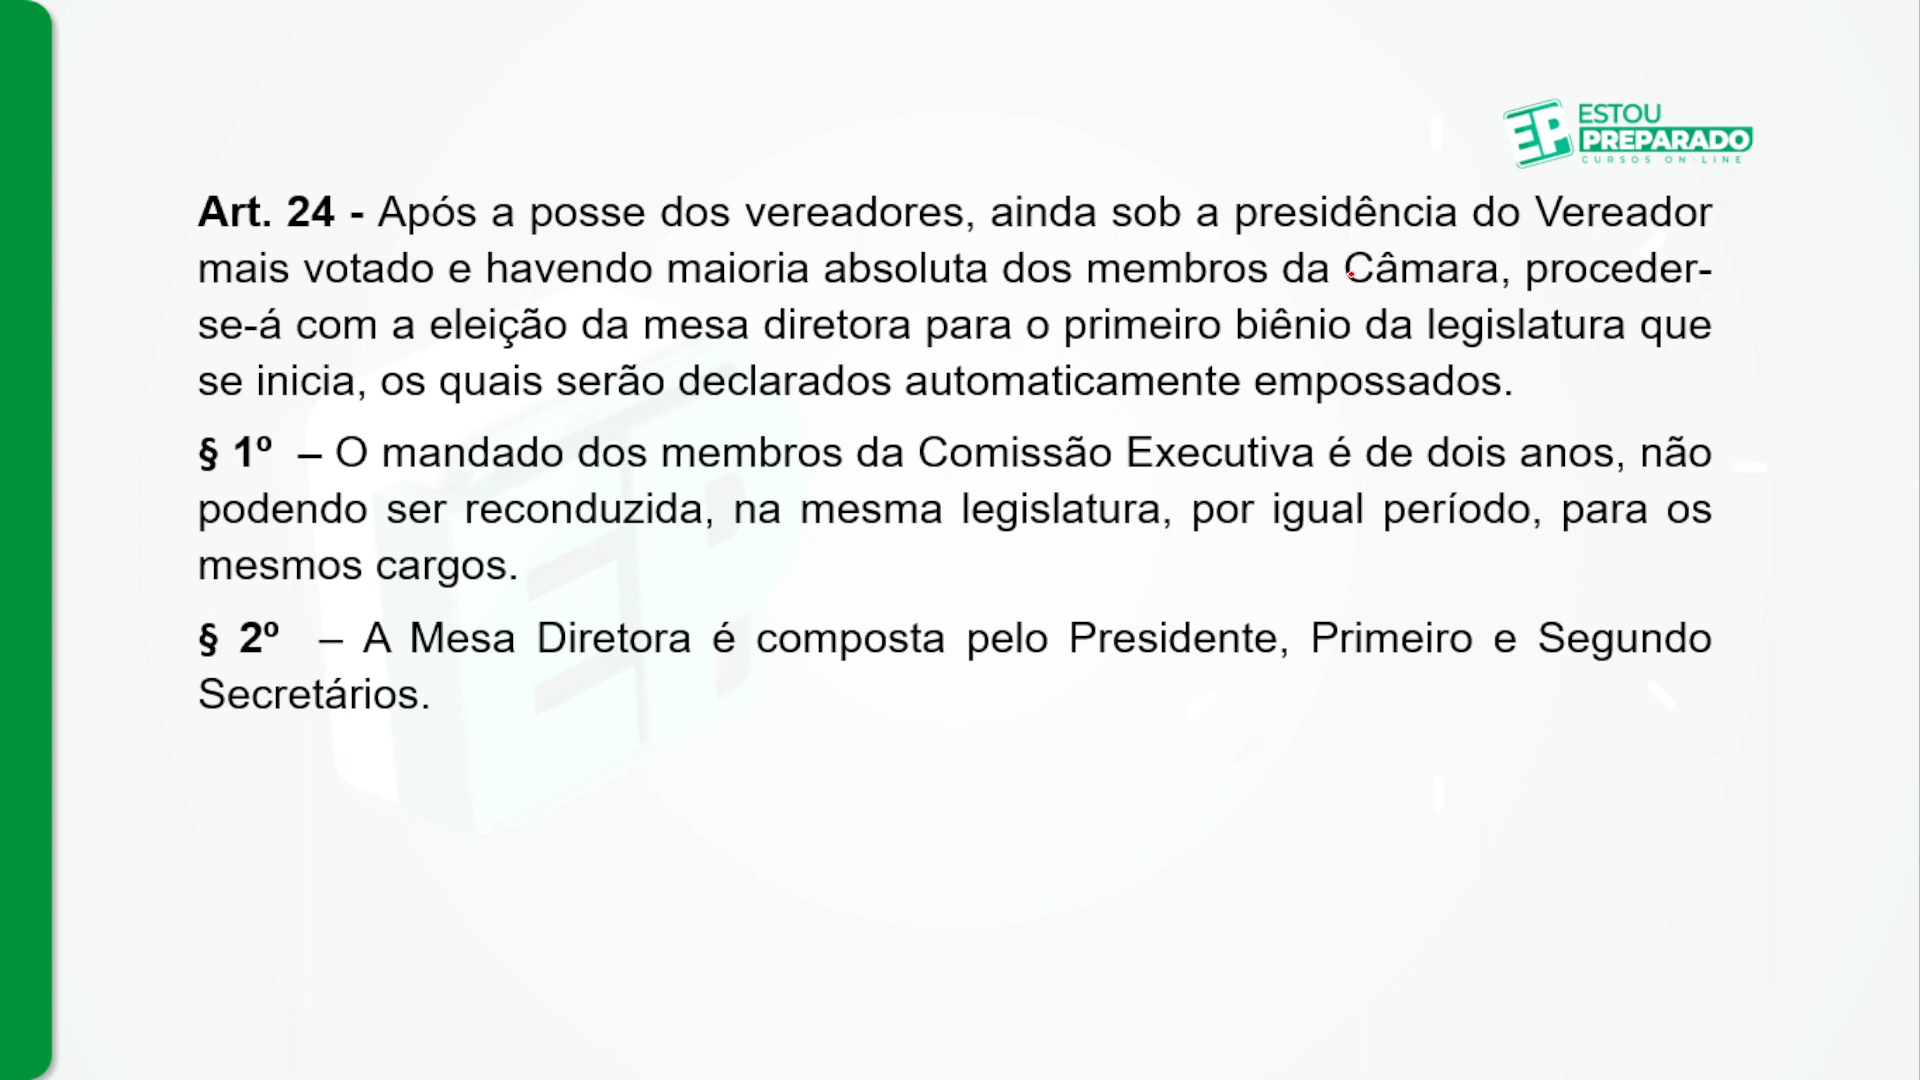 ESTOU
EP PREPARADO
CURSOS ON-LINE
Art. 24 - Após a posse dos vereadores, ainda sob a presidência do Vereador
mais votado e havendo maioria absoluta dos membros da Câmara, proceder-
se-á com a eleição da mesa diretora para o primeiro biênio da legislatura que
se inicia, os quais serão declarados automaticamente empossados.
§ 1º – O mandado dos membros da Comissão Executiva é de dois anos, não
podendo ser reconduzida, na mesma legislatura, por igual período, para os
mesmos cargos.
§ 2º – A Mesa Diretora é composta pelo Presidente, Primeiro e Segundo
Secretários.